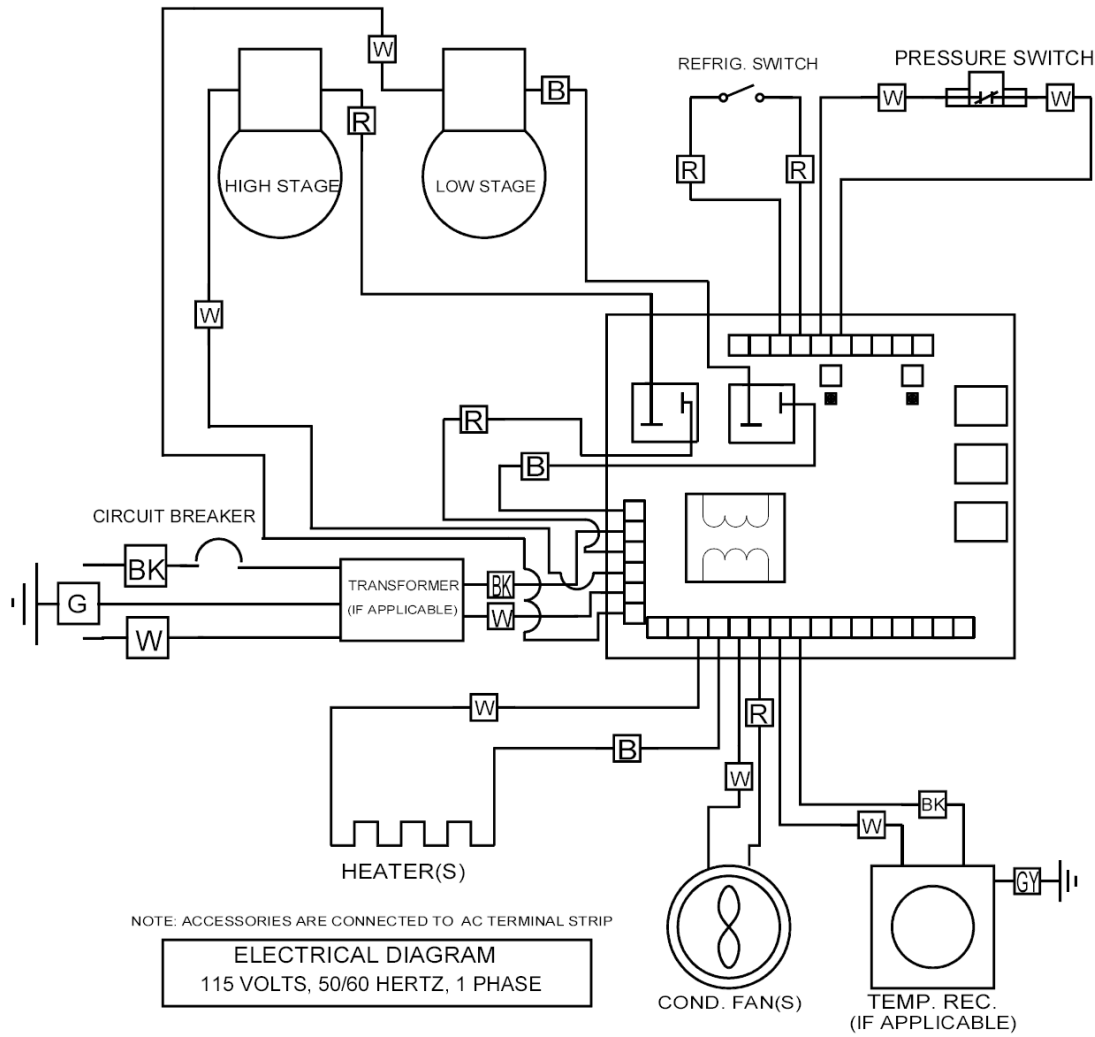 W
B
R
HIGH STAGE
LOW STAGE
REFRIG. SWITCH
PRESSURE SWITCH
W
W
R
R
W
R
B
CIRCUIT BREAKER
BK
G
W
TRANSFORMER
(IF APPLICABLE)
BK
W
W
B
R
W
BK
W
GY
HEATER(S)
COND. FAN(S)
TEMP. REC.
(IF APPLICABLE)
NOTE: ACCESSORIES ARE CONNECTED TO AC TERMINAL STRIP
ELECTRICAL DIAGRAM
115 VOLTS, 50/60 HERTZ, 1 PHASE